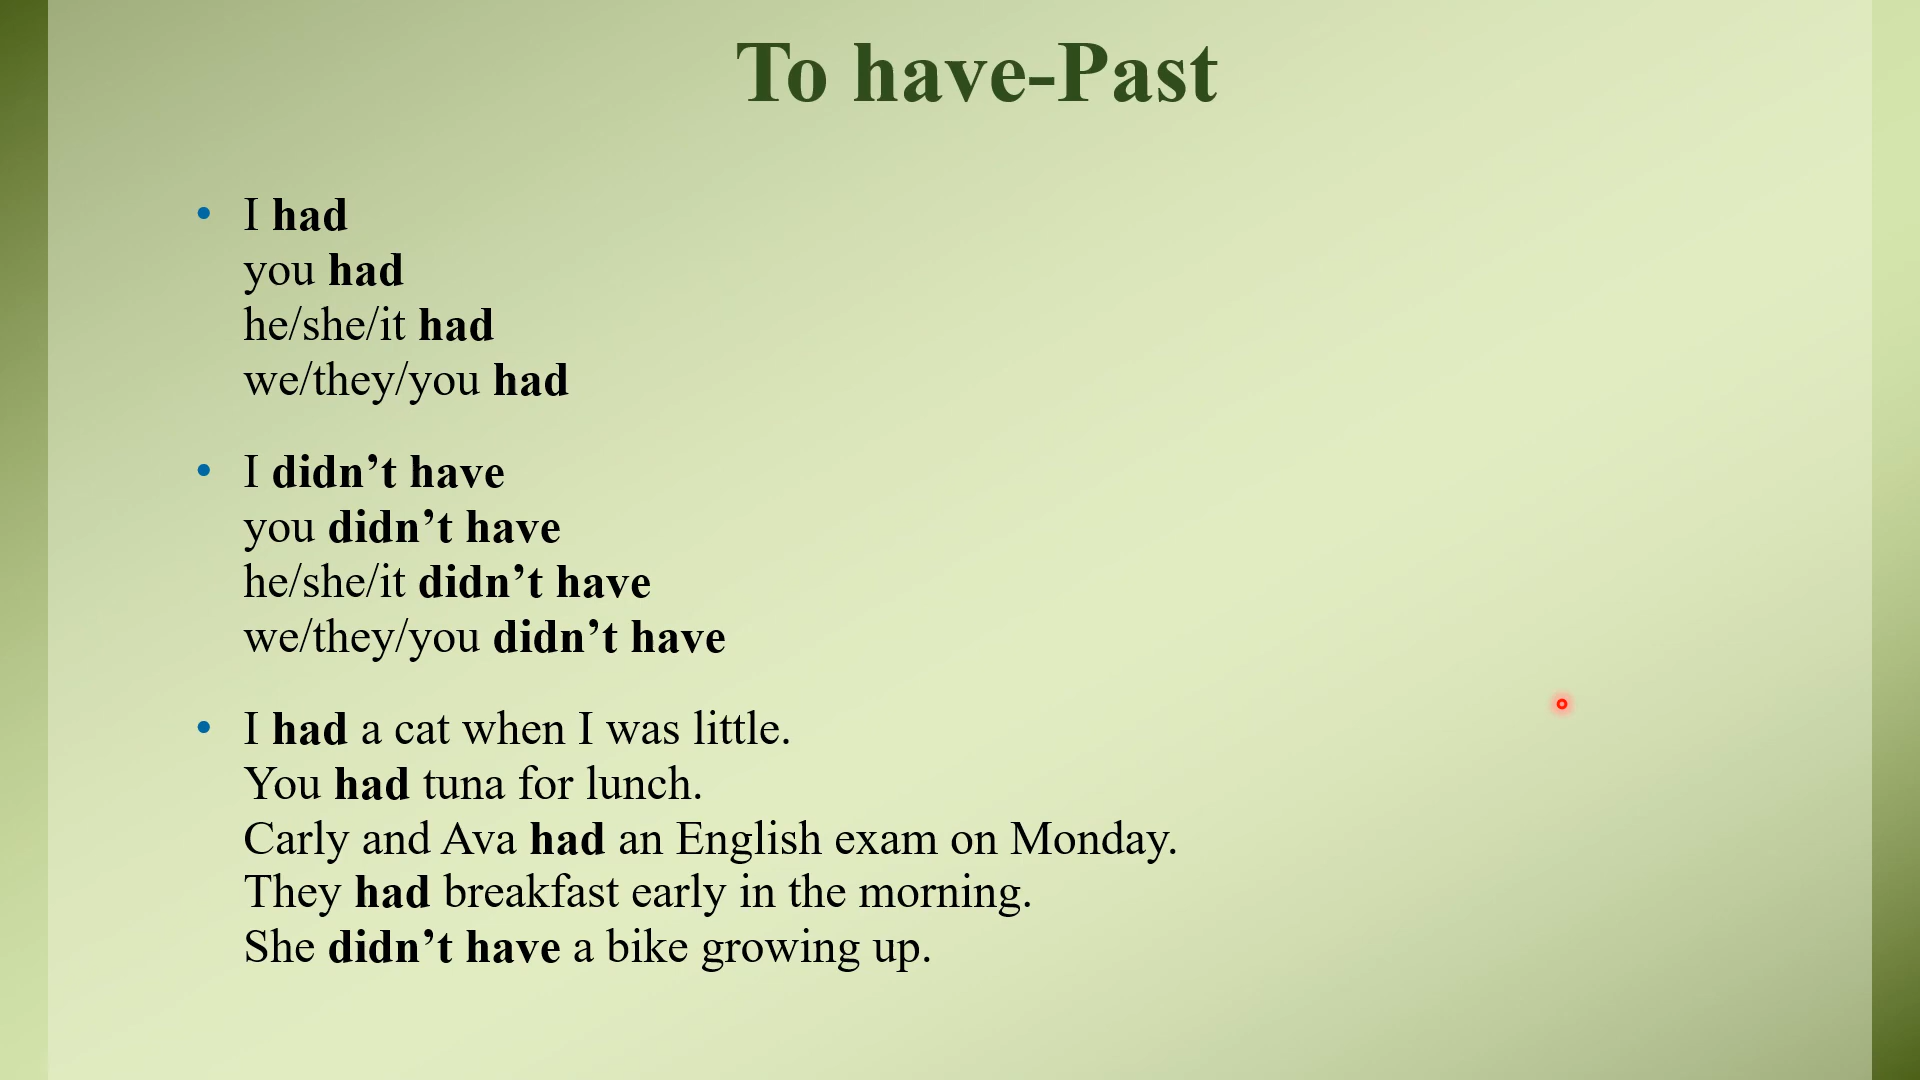 To have-Past
• I had
you had
he/she/it had
we/they/you had
• I didn’t have
you didn’t have
he/she/it didn’t have
we/they/you didn’t have
• I had a cat when I was little.
You had tuna for lunch.
Carly and Ava had an English exam on Monday.
They had breakfast early in the morning.
She didn’t have a bike growing up.